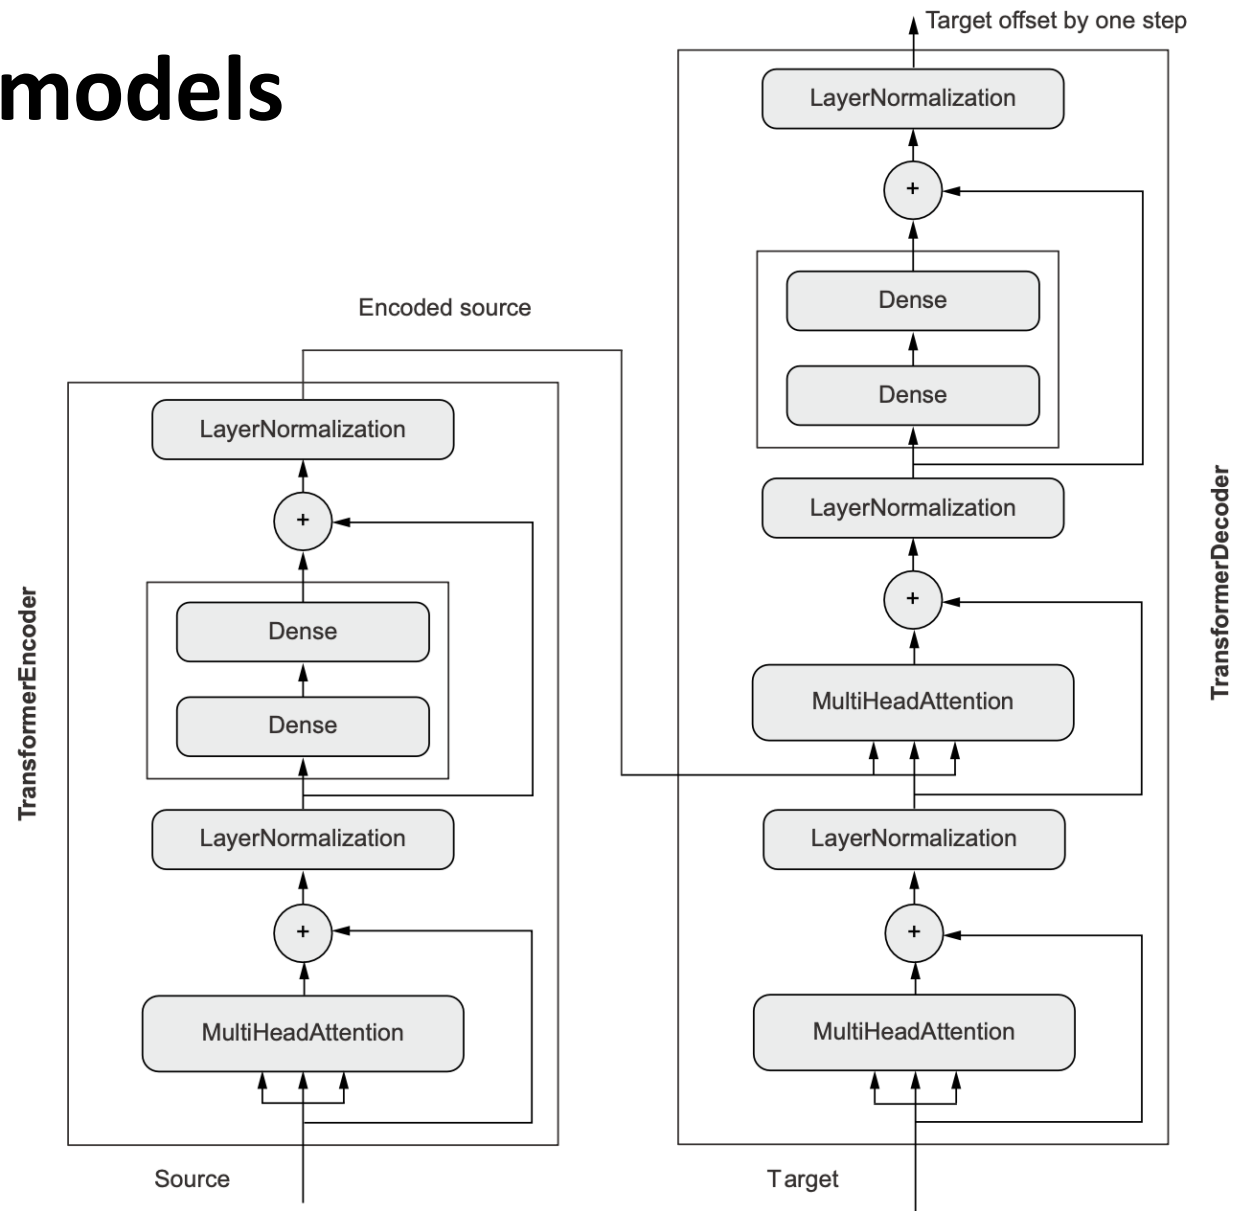 models
Target offset by one step
LayerNormalization
+
Dense
Dense
LayerNormalization
+
MultiHeadAttention
LayerNormalization
+
MultiHeadAttention
Target
TransformerDecoder
Encoded source
LayerNormalization
+
Dense
Dense
LayerNormalization
+
MultiHeadAttention
Source
TransformerEncoder